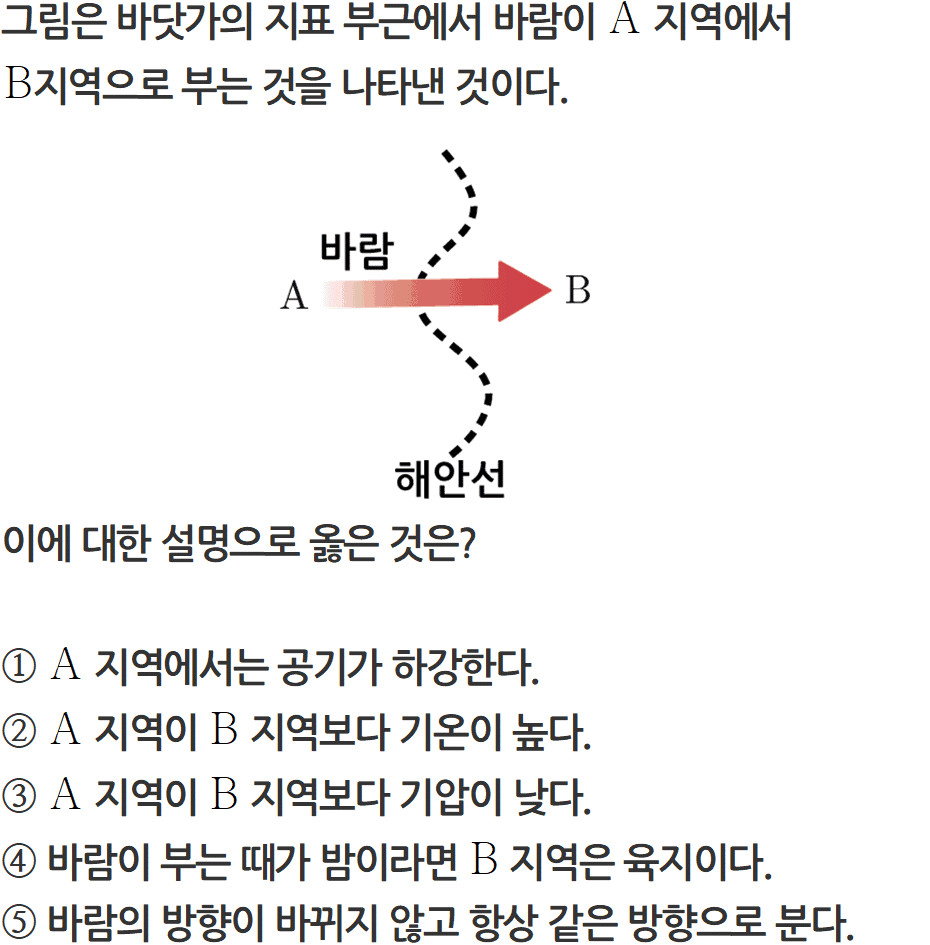 그림은 바닷가의 지표 부근에서 바람이 A 지역에서
B지역으로 부는 것을 나타낸 것이다.
바람
A
B
해안선
이에 대한 설명으로 옳은 것은?
① A 지역에서는 공기가 하강한다.
② A 지역이 B 지역보다 기온이 높다.
③ A 지역이 B 지역보다 기압이 낮다.
④ 바람이 부는 때가 밤이라면 B 지역은 육지이다.
⑤ 바람의 방향이 바뀌지 않고 항상 같은 방향으로 분다.